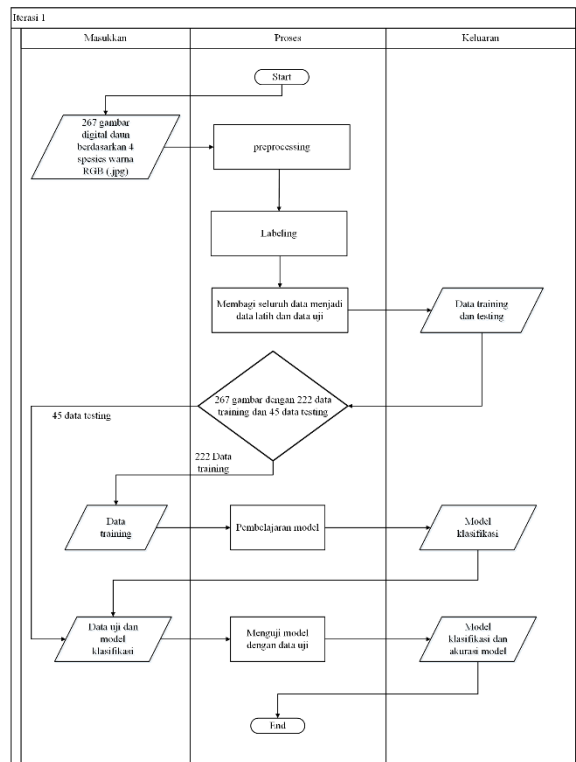 Iterasi 1
Masukkan
Proses
Keluaran
Start
267 gambar
digital daun
berdasarkan 4
spesies warna
RGB (.jpg)
preprocessing
Labeling
Membagi seluruh data menjadi
data latih dan data uji
Data training
dan testing
267 gambar dengan 222 data
training dan 45 data testing
45 data testing
222 Data
training
Data
training
Pembelajaran model
Model
klasifikasi
Data uji dan
model
klasifikasi
Menguji model
dengan data uji
Model
klasifikasi dan
akurasi model
End